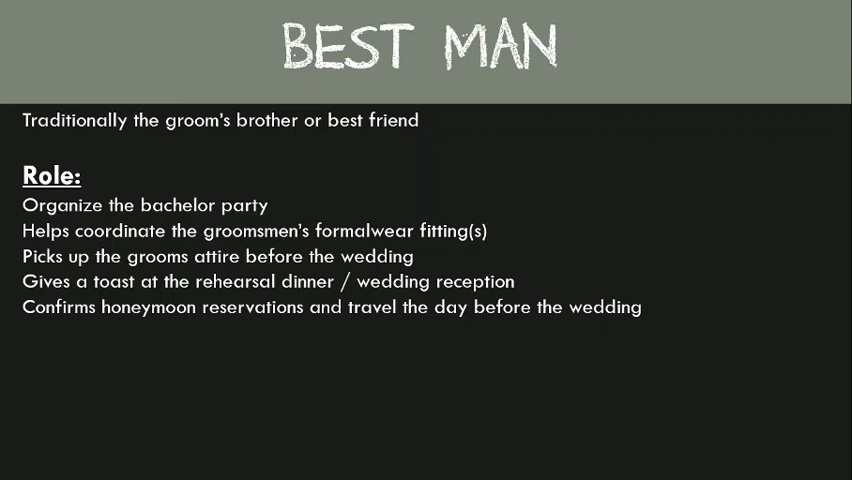 BEST MAN
Traditionally the groom's brother or best friend
Role:
Organize the bachelor party
Helps coordinate the groomsmen's formalwear fitting(s)
Picks up the grooms attire before the wedding
Gives a toast at the rehearsal dinner / wedding reception
Confirms honeymoon reservations and travel the day before the wedding